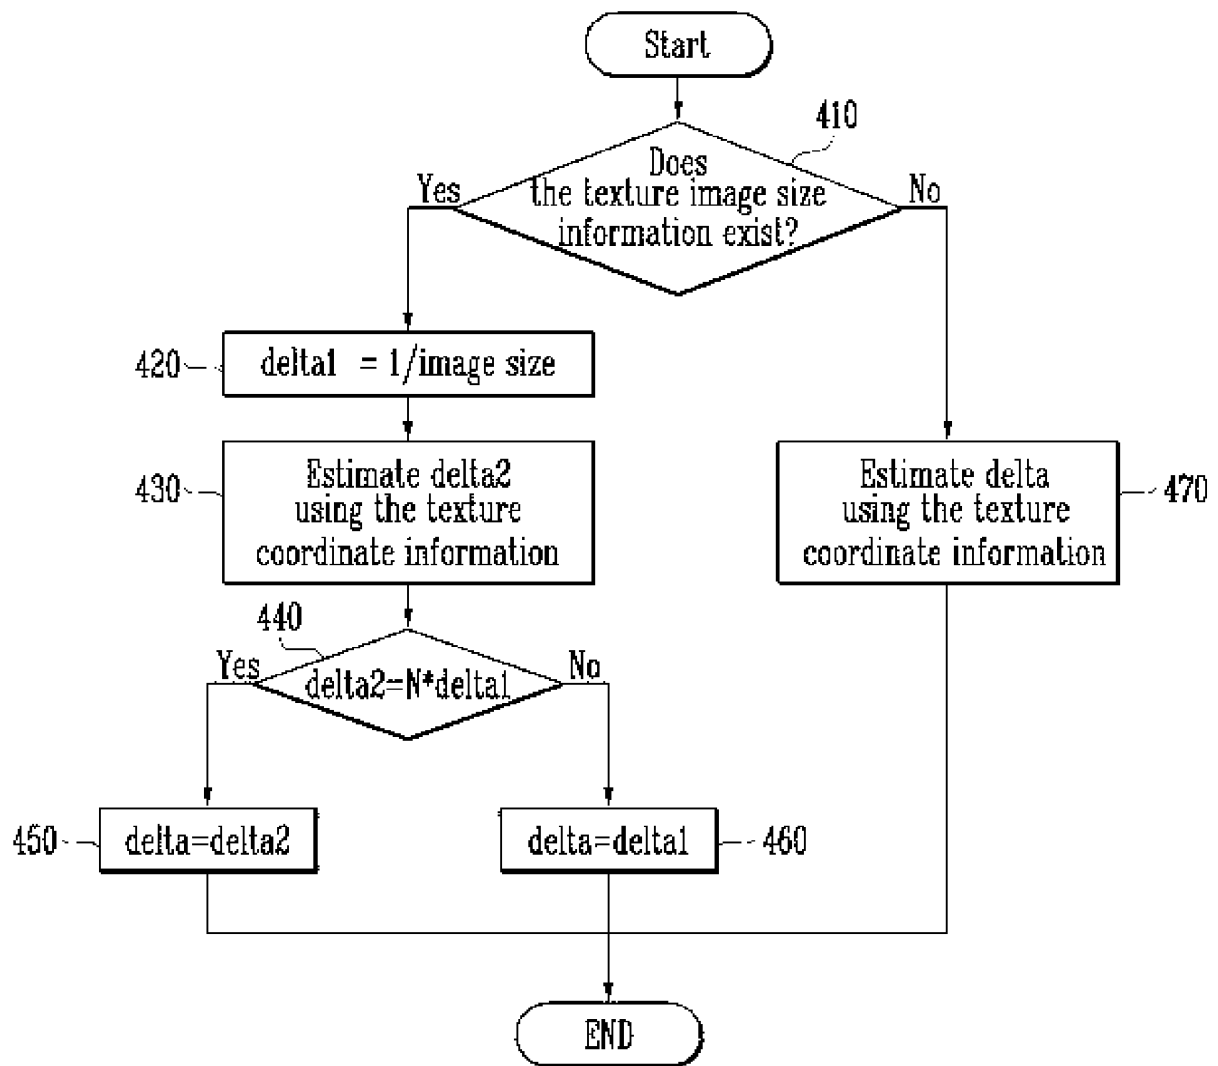 Start
410
Does
the texture image size
information exist?
Yes
No
420
delta1 = 1/image size
430
Estimate delta2
using the texture
coordinate information
Estimate delta
using the texture
coordinate information
470
440
Yes
delta2=N*delta1
No
450
delta=delta2
delta=delta1
460
END